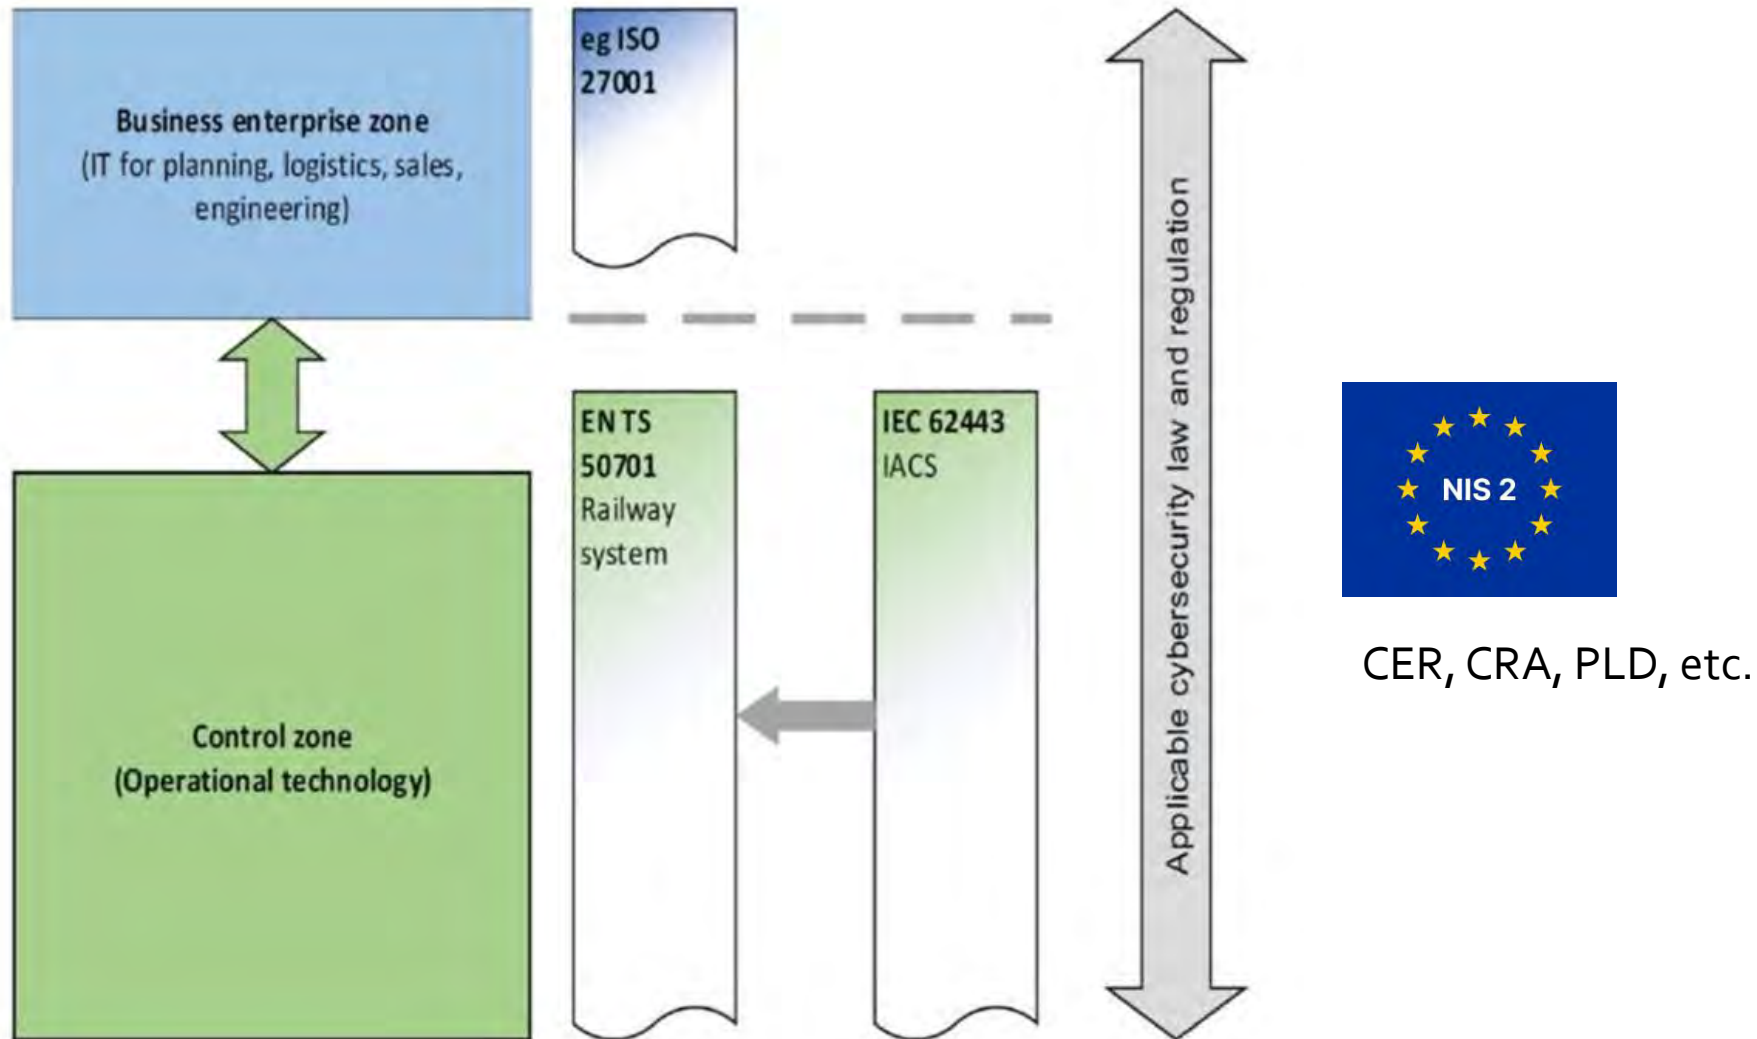 Business enterprise zone
(IT for planning, logistics, sales,
engineering)
eg ISO
27001
EN TS
50701
Railway
system
IEC 62443
IACS
Control zone
(Operational technology)
Applicable cybersecurity law and regulation
NIS 2
CER, CRA, PLD, etc.